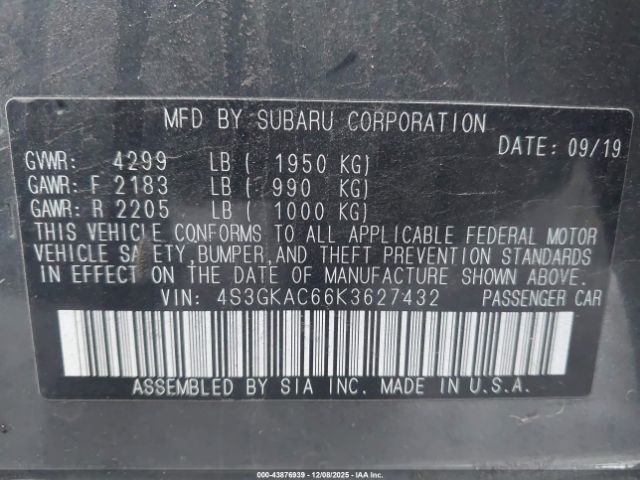 MFD BY SUBARU CORPORATION
DATE: 09/19
GVWR: 4299 LB ( 1950 KG)
GAWR: F 2183 LB ( 990 KG)
GAWR: R 2205 LB ( 1000 KG)
THIS VEHICLE CONFORMS TO ALL APPLICABLE FEDERAL MOTOR
VEHICLE SAFETY,BUMPER,AND THEFT PREVENTION STANDARDS
IN EFFECT ON THE DATE OF MANUFACTURE SHOWN ABOVE.
VIN: 4S3GKAC66K3627432 PASSENGER CAR
ASSEMBLED BY SIA INC. MADE IN U.S.A.
000-43876939 - 12/08/2025 - IAA Inc.